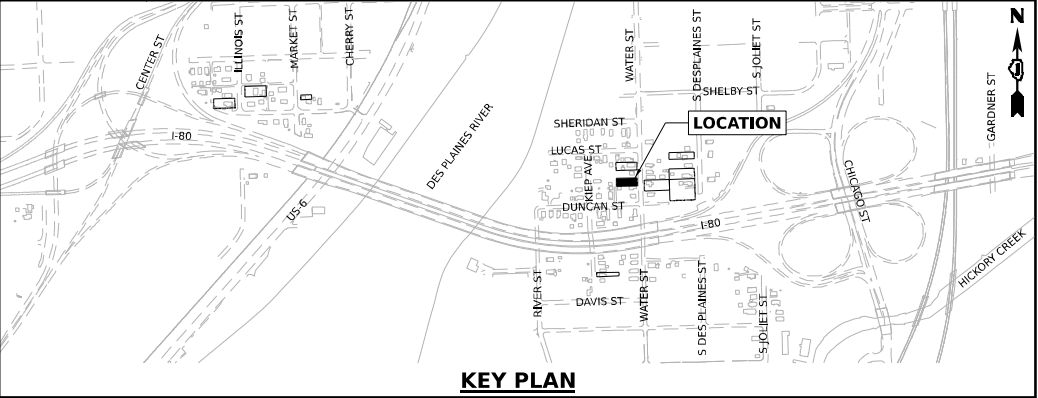 CENTER ST
ILLINOIS ST
MARKET ST
CHERRY ST
I-80
US 6
DES PLAINES RIVER
WATER ST
S DESPLAINES ST
S JOLIET ST
SHELBY ST
SHERIDAN ST
LOCATION
LUCAS ST
KIEF AVE
DUNCAN ST
I-80
CHICAGO ST
GARDNER ST
N
HICKORY CREEK
RIVER ST
DAVIS ST
WATER ST
S DES PLAINES ST
S JOLIET ST
KEY PLAN